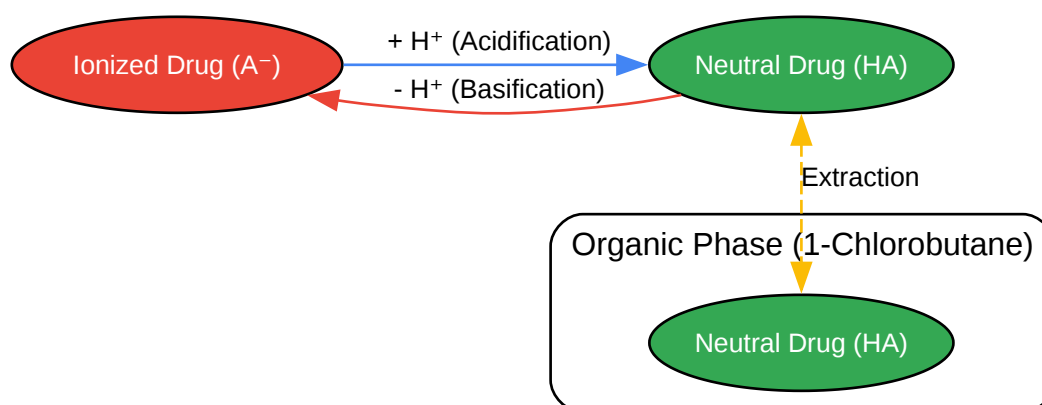 Ionized Drug (A⁻)
+ H⁺ (Acidification)
Neutral Drug (HA)
- H⁺ (Basification)
Extraction
Organic Phase (1-Chlorobutane)
Neutral Drug (HA)